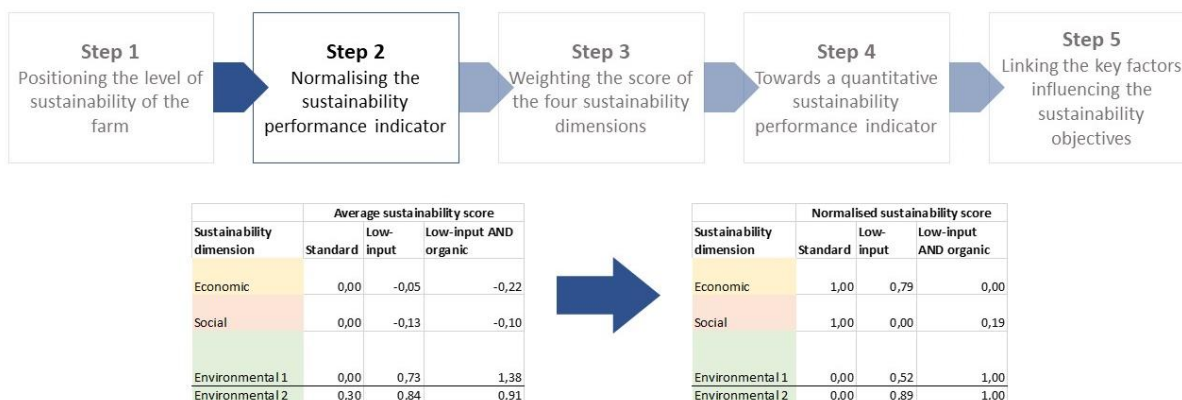 Step 1
Positioning the level of
sustainability of the
farm
Step 2
Normalising the
sustainability
performance indicator
Step 3
Weighting the score of
the four sustainability
dimensions
Step 4
Towards a quantitative
sustainability
performance indicator
Step 5
Linking the key factors
influencing the
sustainability
objectives
Average sustainability score
Sustainability dimension Standard Low-input Low-input AND organic
Economic 0,00 -0,05 -0,22
Social 0,00 -0,13 -0,10
Environmental 1 0,00 0,73 1,38
Environmental 2 0,30 0,84 0,91
Normalised sustainability score
Sustainability dimension Standard Low-input Low-input AND organic
Economic 1,00 0,79 0,00
Social 1,00 0,00 0,19
Environmental 1 0,00 0,52 1,00
Environmental 2 0,00 0,89 1,00